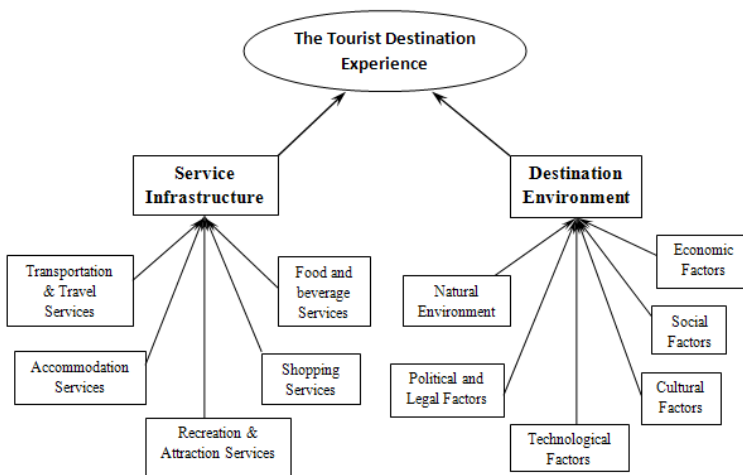 The Tourist Destination
Experience
Service
Infrastructure
Destination
Environment
Transportation
& Travel
Services
Food and
beverage
Services
Accommodation
Services
Shopping
Services
Recreation &
Attraction Services
Natural
Environment
Economic
Factors
Social
Factors
Political and
Legal Factors
Cultural
Factors
Technological
Factors